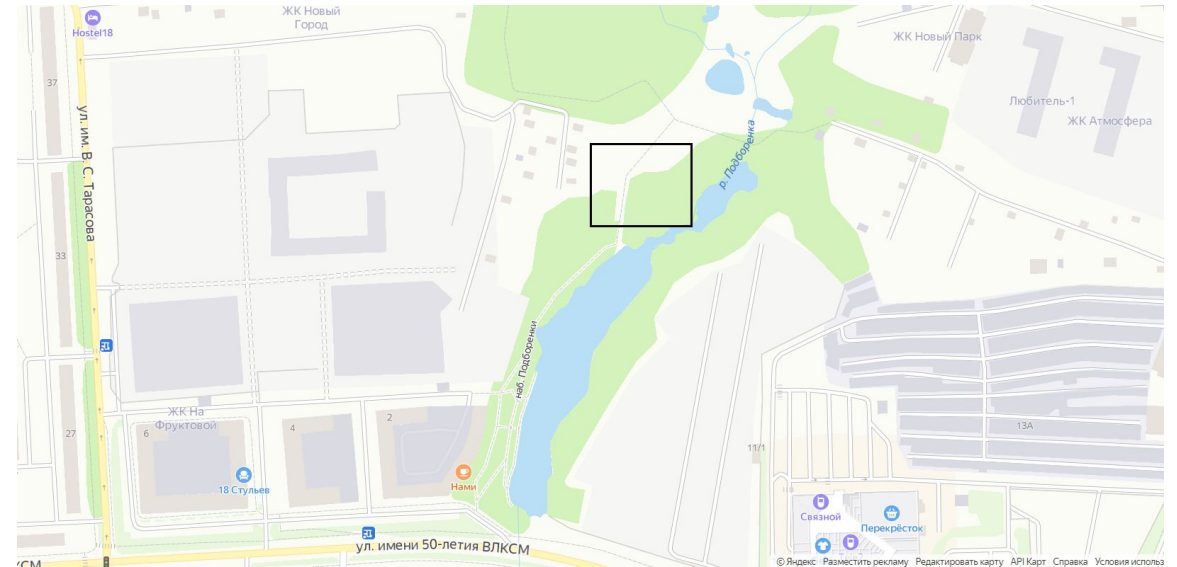 ЖК Новый
Город
Hostel18
ЖК Новый Парк
37
Любитель-1
ЖК Атмосфера
ул. им. В. С. Тарасова
р. Подборенка
33
наб. Подборенки
ЖК На
Фруктовой
2
6
4
27
13А
11/1
Нами
18 Стульев
Связной
Перекрёсток
ул. имени 50-летия ВЛКСМ
КСМ
© Яндекс Разместить рекламу Редактировать карту API Карт Справка Условия использ